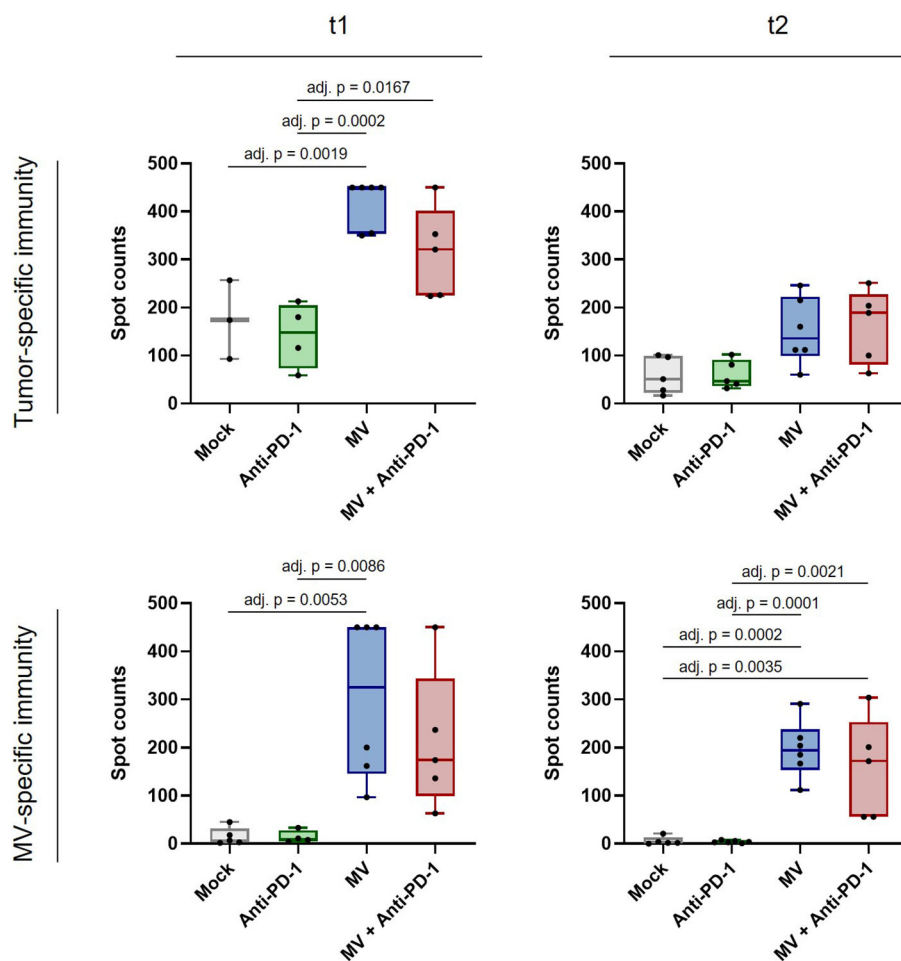 t1
t2
Tumor-specific immunity
adj. p = 0.0167
adj. p = 0.0002
adj. p = 0.0019
Spot counts
500
400
300
200
100
0
Mock
Anti-PD-1
MV
MV + Anti-PD-1
Spot counts
500
400
300
200
100
0
Mock
Anti-PD-1
MV
MV + Anti-PD-1
MV-specific immunity
adj. p = 0.0086
adj. p = 0.0053
Spot counts
500
400
300
200
100
0
Mock
Anti-PD-1
MV
MV + Anti-PD-1
adj. p = 0.0021
adj. p = 0.0001
adj. p = 0.0002
adj. p = 0.0035
Spot counts
500
400
300
200
100
0
Mock
Anti-PD-1
MV
MV + Anti-PD-1